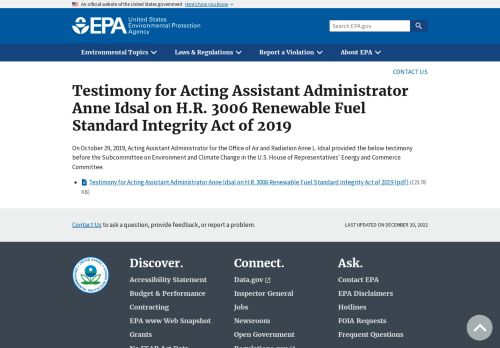 An official website of the United States government Here's how you know
EPA United States
Environmental Protection
Agency
Search EPA.gov
Environmental Topics Laws & Regulations Report a Violation About EPA
CONTACT US
Testimony for Acting Assistant Administrator
Anne Idsal on H.R. 3006 Renewable Fuel
Standard Integrity Act of 2019
On October 29, 2019, Acting Assistant Administrator for the Office of Air and Radiation Anne L. Idsal provided the below testimony
before the Subcommittee on Environment and Climate Change in the U.S. House of Representatives' Energy and Commerce
Committee.
Testimony for Acting Assistant Administrator Anne Idsal on H.R. 3006 Renewable Fuel Standard Integrity Act of 2019 (pdf) (123.78
KB)
Contact Us to ask a question, provide feedback, or report a problem. LAST UPDATED ON DECEMBER 20, 2022
Discover. Connect. Ask.
Accessibility Statement Data.gov Contact EPA
Budget & Performance Inspector General EPA Disclaimers
Contracting Jobs Hotlines
EPA www Web Snapshot Newsroom FOIA Requests
Grants Open Government Frequent Questions